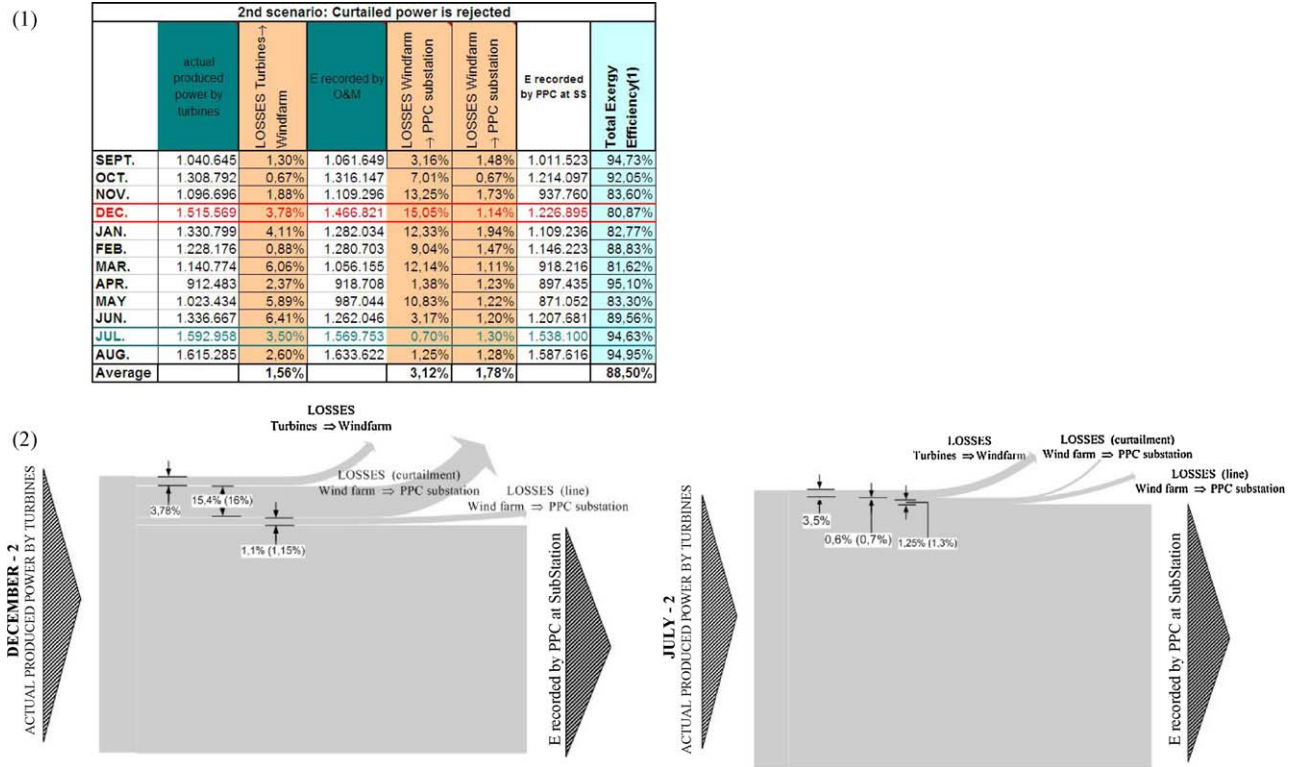 (1)
2nd scenario: Curtailed power is rejected
actual
produced
power by
turbines
LOSSES Turbines→
Windfarm
E recorded by
O&M
LOSSES Windfarm
→ PPC substation
LOSSES Windfarm
→ PPC substation
E recorded
by PPC at SS
Total Exergy
Efficiency(1)
SEPT. 1.040.645 1,30% 1.061.649 3,16% 1,48% 1.011.523 94,73%
OCT. 1.308.792 0,67% 1.316.147 7,01% 0,67% 1.214.097 92,05%
NOV. 1.096.696 1,88% 1.109.296 13,25% 1,73% 937.760 83,60%
DEC. 1.515.569 3,78% 1.466.821 15,05% 1,14% 1.226.895 80,87%
JAN. 1.330.799 4,11% 1.282.034 12,33% 1,94% 1.109.236 82,77%
FEB. 1.228.176 0,88% 1.280.703 9,04% 1,47% 1.146.223 88,83%
MAR. 1.140.774 6,06% 1.056.155 12,14% 1,11% 918.216 81,62%
APR. 912.483 2,37% 918.708 1,38% 1,23% 897.435 95,10%
MAY 1.023.434 5,89% 987.044 10,83% 1,22% 871.052 83,30%
JUN. 1.336.667 6,41% 1.262.046 3,17% 1,20% 1.207.681 89,56%
JUL. 1.592.958 3,50% 1.569.753 0,70% 1,30% 1.538.100 94,63%
AUG. 1.615.285 2,60% 1.633.622 1,25% 1,28% 1.587.616 94,95%
Average 1,56% 3,12% 1,78% 88,50%
(2)
DECEMBER - 2
ACTUAL PRODUCED POWER BY TURBINES
LOSSES
Turbines ⇒ Windfarm
LOSSES (curtailment)
Wind farm ⇒ PPC substation
LOSSES (line)
Wind farm ⇒ PPC substation
15,4% (16%)
3,78%
1,1% (1,15%)
E recorded by PPC at SubStation
JULY - 2
ACTUAL PRODUCED POWER BY TURBINES
LOSSES
Turbines ⇒ Windfarm
LOSSES (curtailment)
Wind farm ⇒ PPC substation
LOSSES (line)
Wind farm ⇒ PPC substation
3,5%
0,6% (0,7%)
1,25% (1,3%)
E recorded by PPC at SubStation